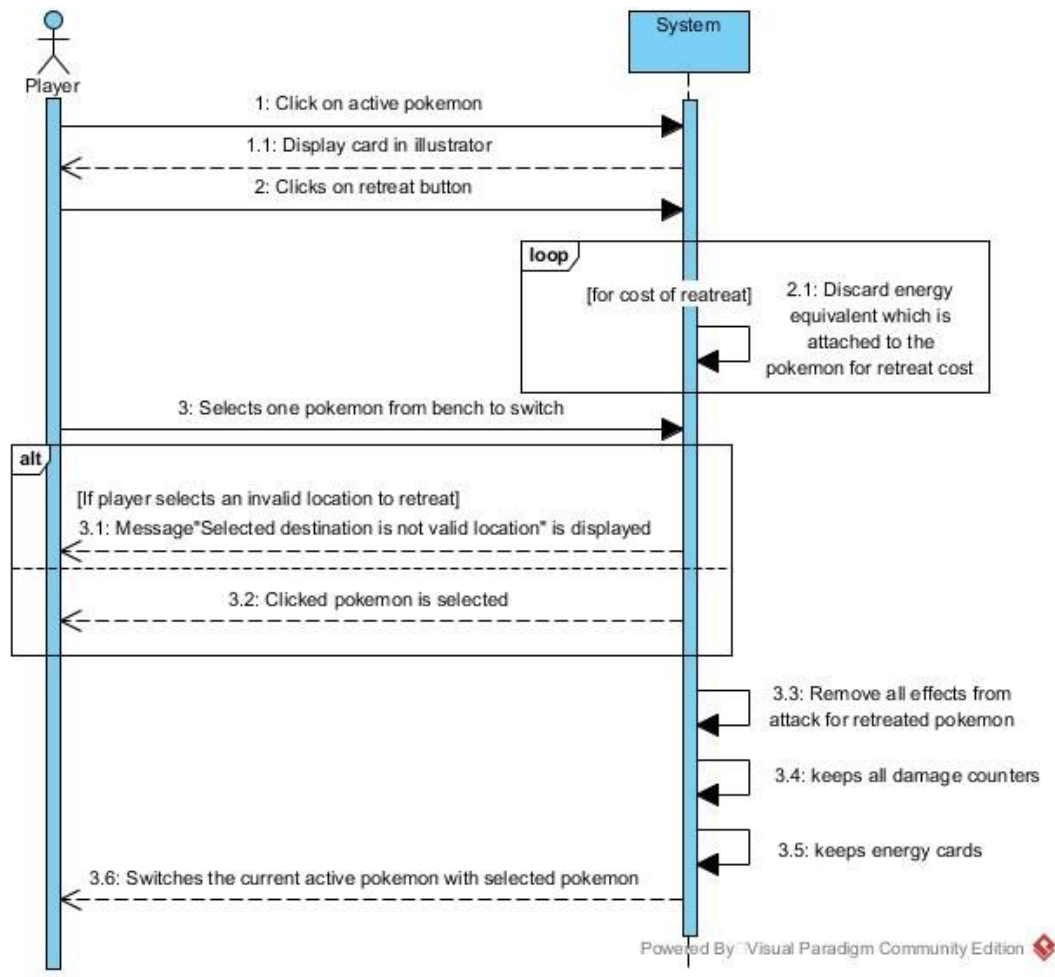 Player
System
1: Click on active pokemon
1.1: Display card in illustrator
2: Clicks on retreat button
loop
[for cost of reatreat]
2.1: Discard energy
equivalent which is
attached to the
pokemon for retreat cost
3: Selects one pokemon from bench to switch
alt
[If player selects an invalid location to retreat]
3.1: Message"Selected destination is not valid location" is displayed
3.2: Clicked pokemon is selected
3.3: Remove all effects from
attack for retreated pokemon
3.4: keeps all damage counters
3.5: keeps energy cards
3.6: Switches the current active pokemon with selected pokemon
Powered By Visual Paradigm Community Edition